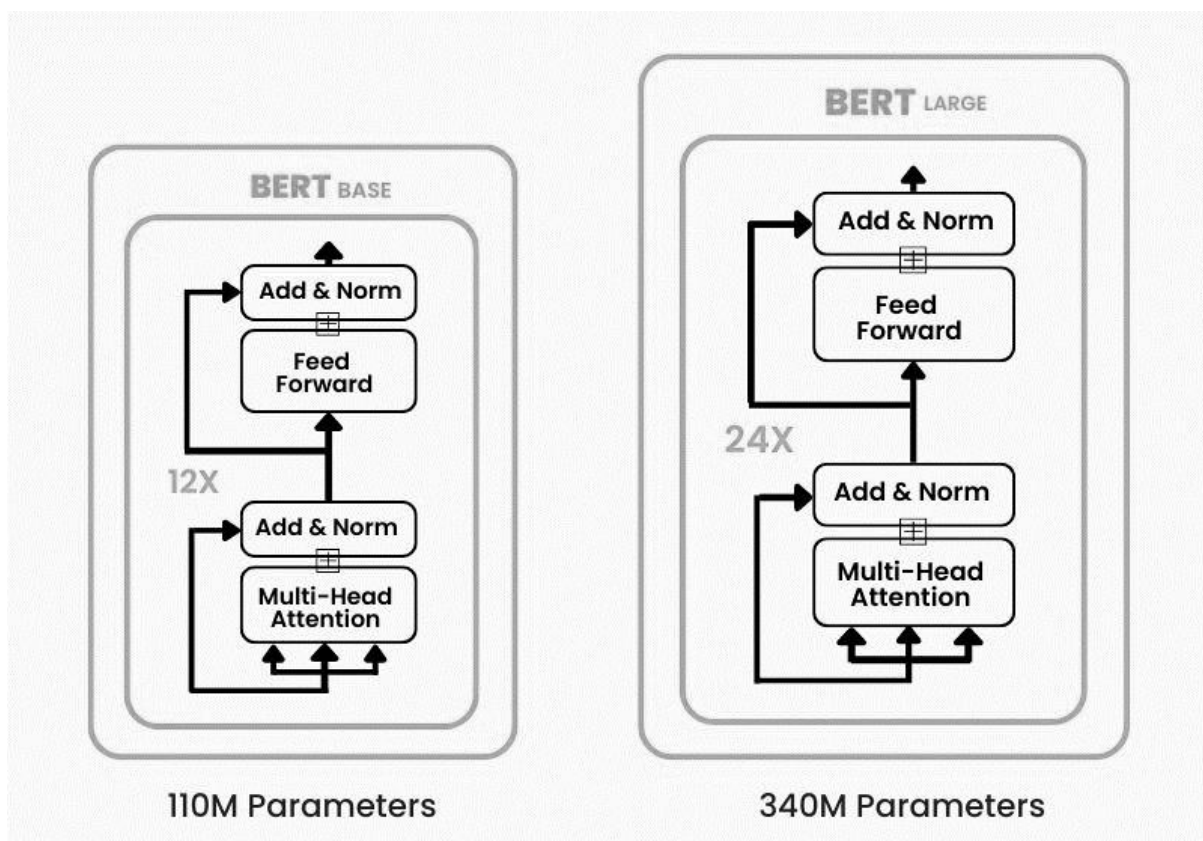 BERT BASE
Add & Norm
Feed
Forward
12X
Add & Norm
Multi-Head
Attention
110M Parameters
BERT LARGE
Add & Norm
Feed
Forward
24X
Add & Norm
Multi-Head
Attention
340M Parameters